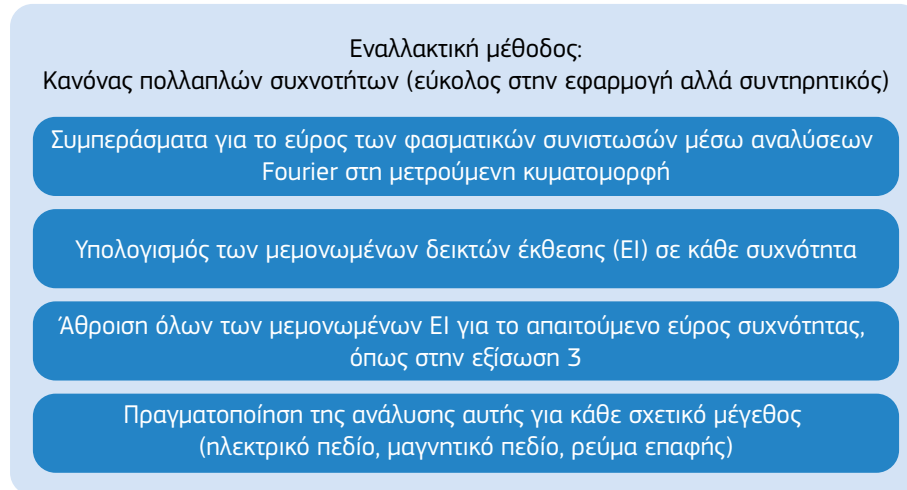 Εναλλακτική μέθοδος:
Κανόνας πολλαπλών συχνοτήτων (εύκολος στην εφαρμογή αλλά συντηρητικός)
Συμπεράσματα για το εύρος των φασματικών συνιστωσών μέσω αναλύσεων
Fourier στη μετρούμενη κυματομορφή
Υπολογισμός των μεμονωμένων δεικτών έκθεσης (EI) σε κάθε συχνότητα
Άθροιση όλων των μεμονωμένων EI για το απαιτούμενο εύρος συχνότητας,
όπως στην εξίσωση 3
Πραγματοποίηση της ανάλυσης αυτής για κάθε σχετικό μέγεθος
(ηλεκτρικό πεδίο, μαγνητικό πεδίο, ρεύμα επαφής)